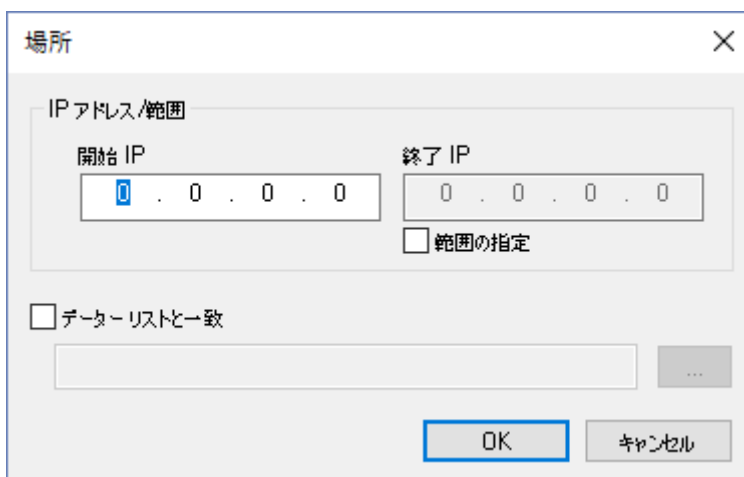 場所
IP アドレス/範囲
開始 IP 終了 IP
0 . 0 . 0 . 0 0 . 0 . 0 . 0
範囲の指定
データー リストと一致
...
OK キャンセル